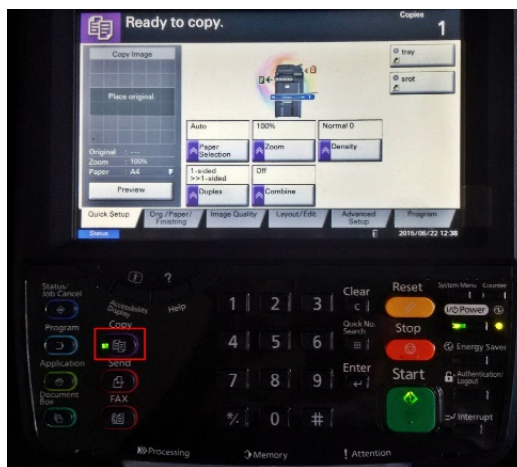 Ready to copy.
Copies
1
Copy Image
Place original.
Original : ---
Zoom : 100%
Paper : A4
Preview
tray
srot
Auto
100%
Normal 0
Paper
Selection
Zoom
Density
1-sided
>>1-sided
Off
Duplex
Combine
Quick Setup
Org./Paper/
Finishing
Image Quality
Layout/Edit
Advanced
Setup
Program
Status
2015/06/22 12:38
Status/
Job Cancel
Accessibility
Display
?
Help
Program
Copy
Application
Send
Document
Box
FAX
1
2
3
4
5
6
7
8
9
*/.
0
#
Clear
C
Quick No.
Search
Enter
Reset
Stop
Start
System Menu
Counter
Power
Energy Saver
Authentication/
Logout
Interrupt
Processing
Memory
! Attention